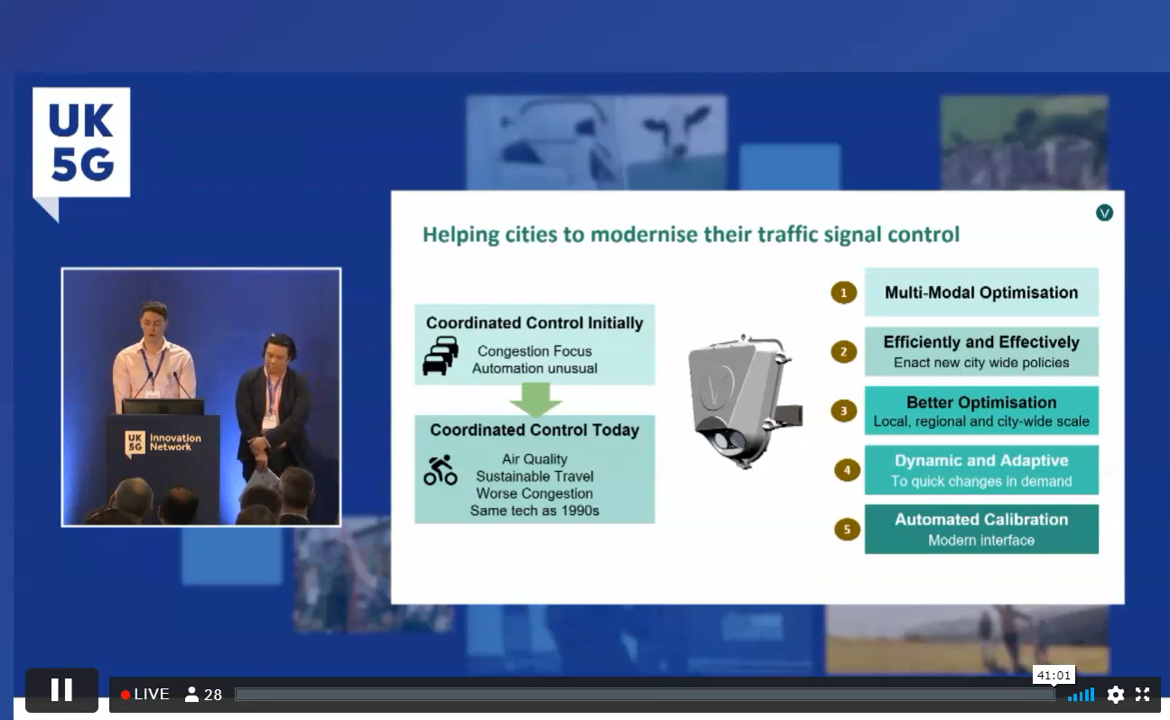 UK
5G
V
Helping cities to modernise their traffic signal control
Coordinated Control Initially
Congestion Focus
Automation unusual
Coordinated Control Today
Air Quality
Sustainable Travel
Worse Congestion
Same tech as 1990s
V
1
Multi-Modal Optimisation
2
Efficiently and Effectively
Enact new city wide policies
3
Better Optimisation
Local, regional and city-wide scale
4
Dynamic and Adaptive
To quick changes in demand
5
Automated Calibration
Modern interface
UK
5G
Innovation
Network
41:01
LIVE
28